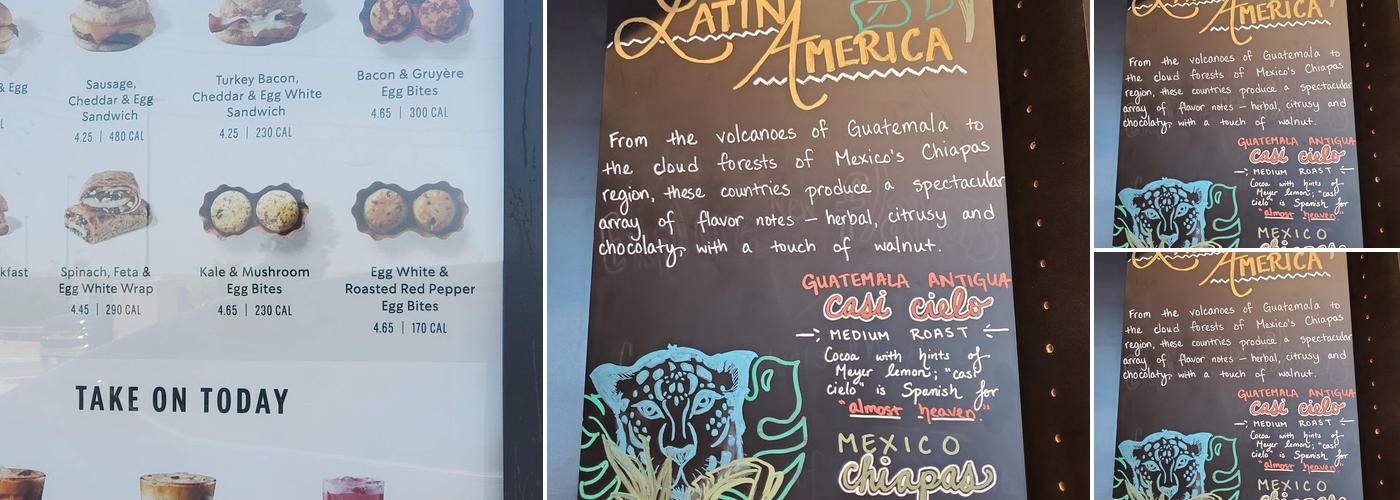 & Egg
Sausage,
Cheddar & Egg
Sandwich
4.25 | 480 CAL
Turkey Bacon,
Cheddar & Egg White
Sandwich
4.25 | 230 CAL
Bacon & Gruyère
Egg Bites
4.65 | 300 CAL
Spinach, Feta &
Egg White Wrap
4.45 | 290 CAL
Kale & Mushroom
Egg Bites
4.65 | 230 CAL
Egg White &
Roasted Red Pepper
Egg Bites
4.65 | 170 CAL
TAKE ON TODAY
LATIN
AMERICA
From the volcanoes of Guatemala to
the cloud forests of Mexico's Chiapas
region, these countries produce a spectacular
array of flavor notes – herbal, citrusy and
chocolaty, with a touch of walnut.
GUATEMALA ANTIGUA
casi cielo
MEDIUM ROAST
Cocoa with hints of
Meyer lemon; "casi
cielo" is Spanish for
"almost heaven."
MEXICO
chiapas
AMERICA
From the volcanoes of Guatemala to
the cloud forests of Mexico's Chiapas
region, these countries produce a spectacular
array of flavor notes – herbal, citrusy and
chocolaty, with a touch of walnut.
GUATEMALA ANTIGUA
casi cielo
MEDIUM ROAST
Cocoa with hints of
Meyer lemon; "casi
cielo" is Spanish for
"almost heaven."
MEXICO
AMERICA
From the volcanoes of Guatemala to
the cloud forests of Mexico's Chiapas
region, these countries produce a spectacular
array of flavor notes – herbal, citrusy and
chocolaty, with a touch of walnut.
GUATEMALA ANTIGUA
casi cielo
MEDIUM ROAST
Cocoa with hints of
Meyer lemon; "casi
cielo" is Spanish for
"almost heaven."
MEXICO